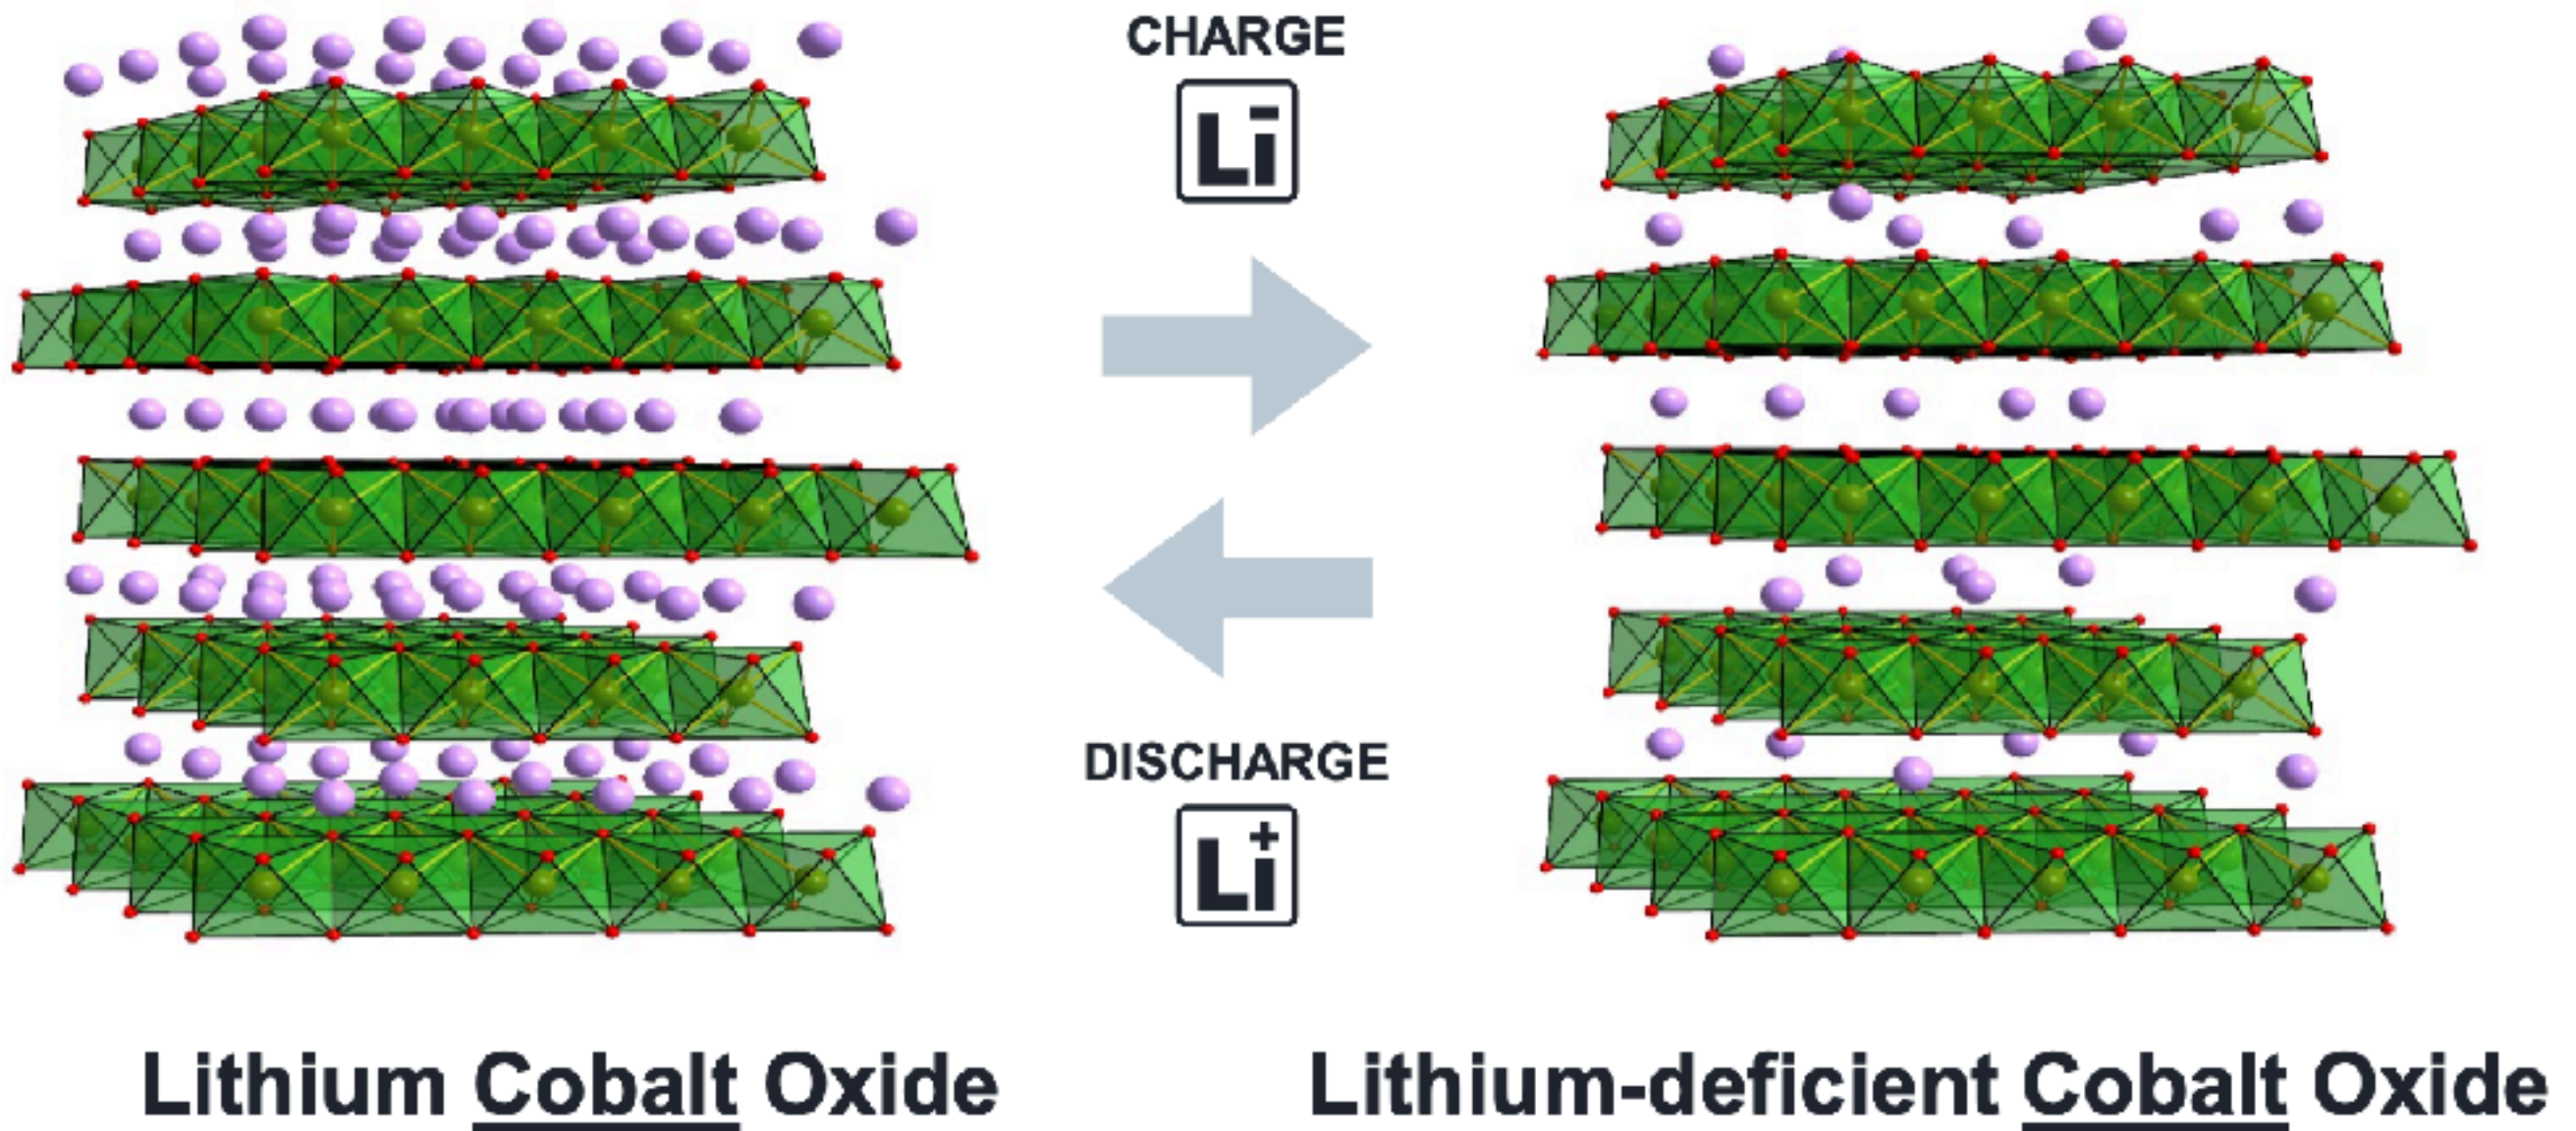 CHARGE
Li-
DISCHARGE
Li+
Lithium Cobalt Oxide
Lithium-deficient Cobalt Oxide